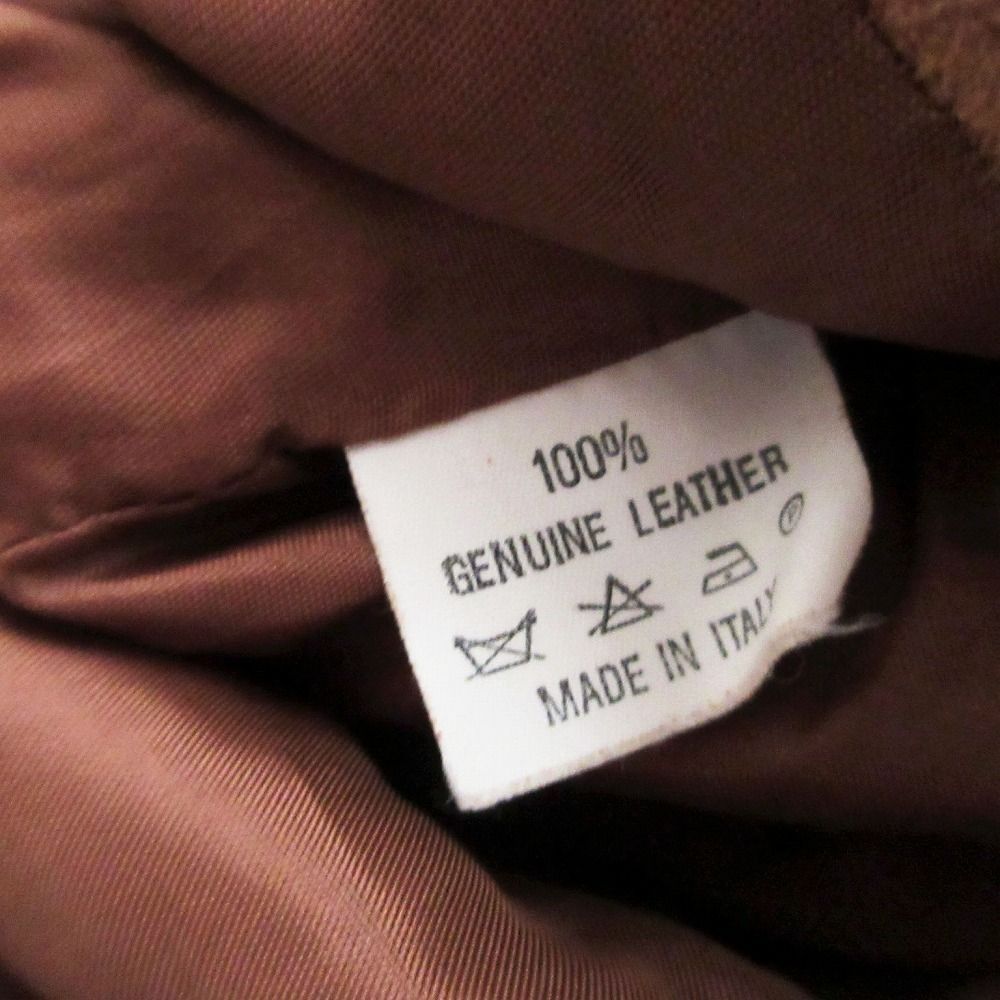 100%
GENUINE LEATHER
P
MADE IN ITALY